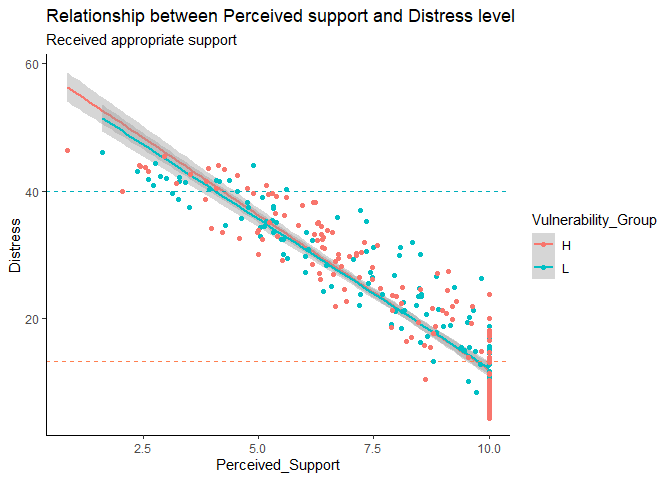 Relationship between Perceived support and Distress level
Received appropriate support
60
40
20
Distress
2.5
5.0
7.5
10.0
Perceived_Support
Vulnerability_Group
H
L